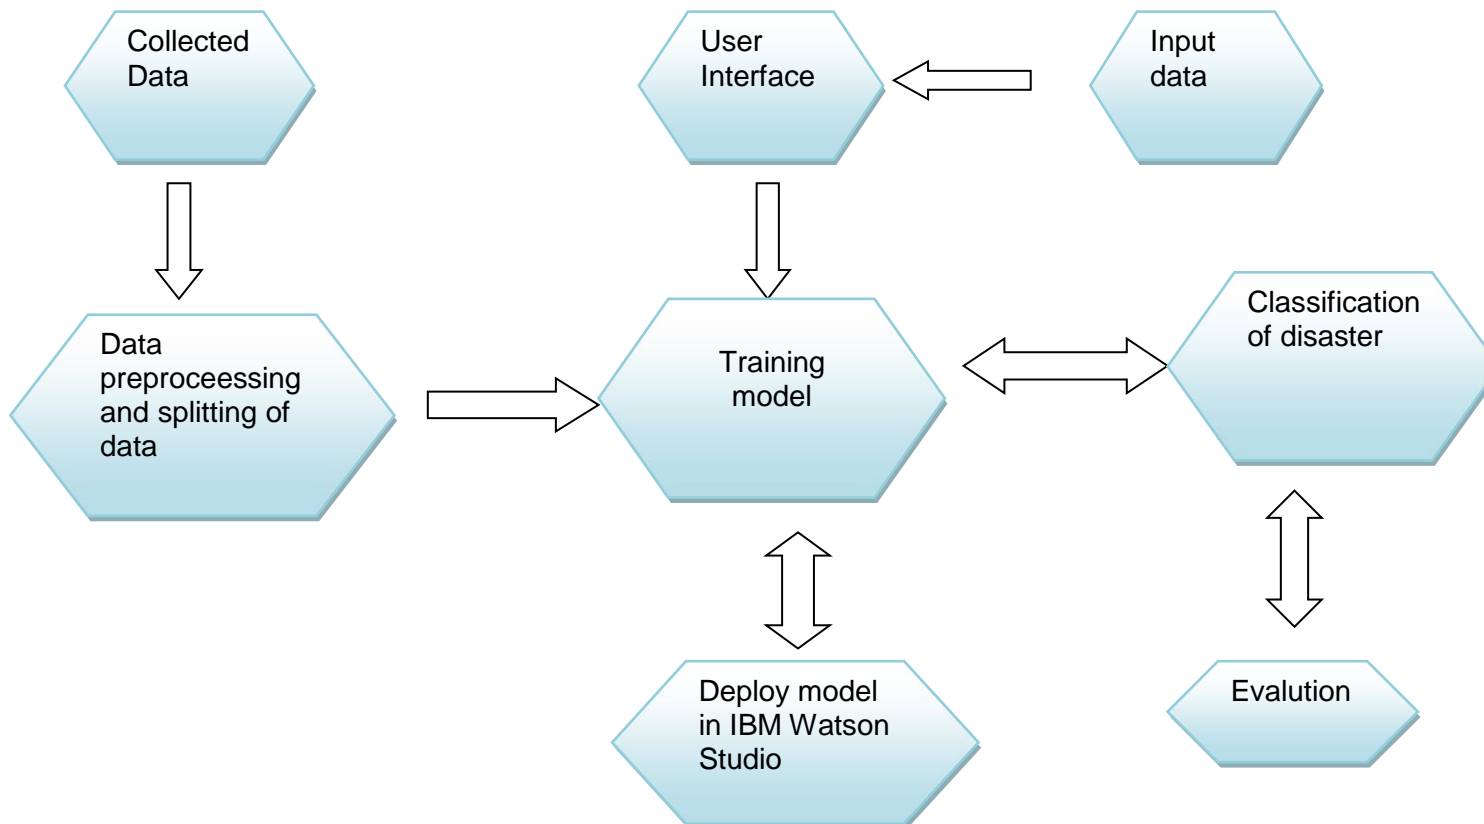 Collected
Data
User
Interface
Input
data
Data
preproceessing
and splitting of
data
Training
model
Classification
of disaster
Deploy model
in IBM Watson
Studio
Evalution